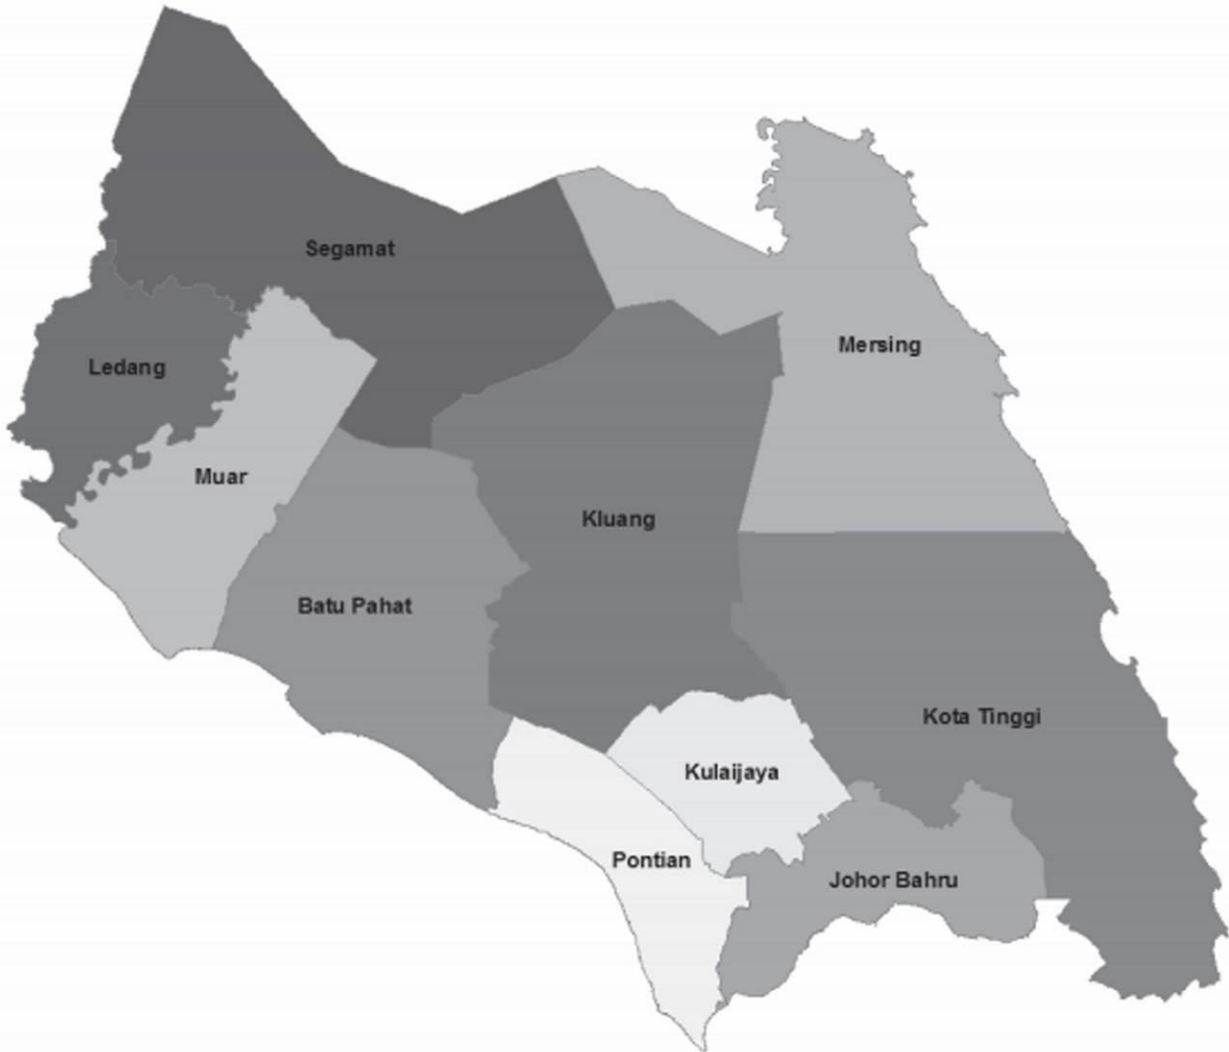 Segamat
Mersing
Ledang
Muar
Kluang
Batu Pahat
Kota Tinggi
Kulaijaya
Pontian
Johor Bahru